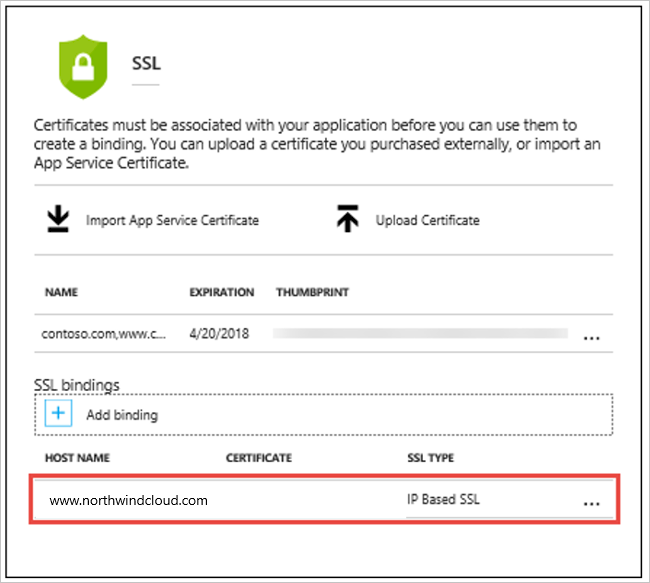 SSL
Certificates must be associated with your application before you can use them to
create a binding. You can upload a certificate you purchased externally, or import an
App Service Certificate.
Import App Service Certificate Upload Certificate
NAME EXPIRATION THUMBPRINT
contoso.com,www.c... 4/20/2018 ...
SSL bindings
Add binding
HOST NAME CERTIFICATE SSL TYPE
www.northwindcloud.com IP Based SSL ...